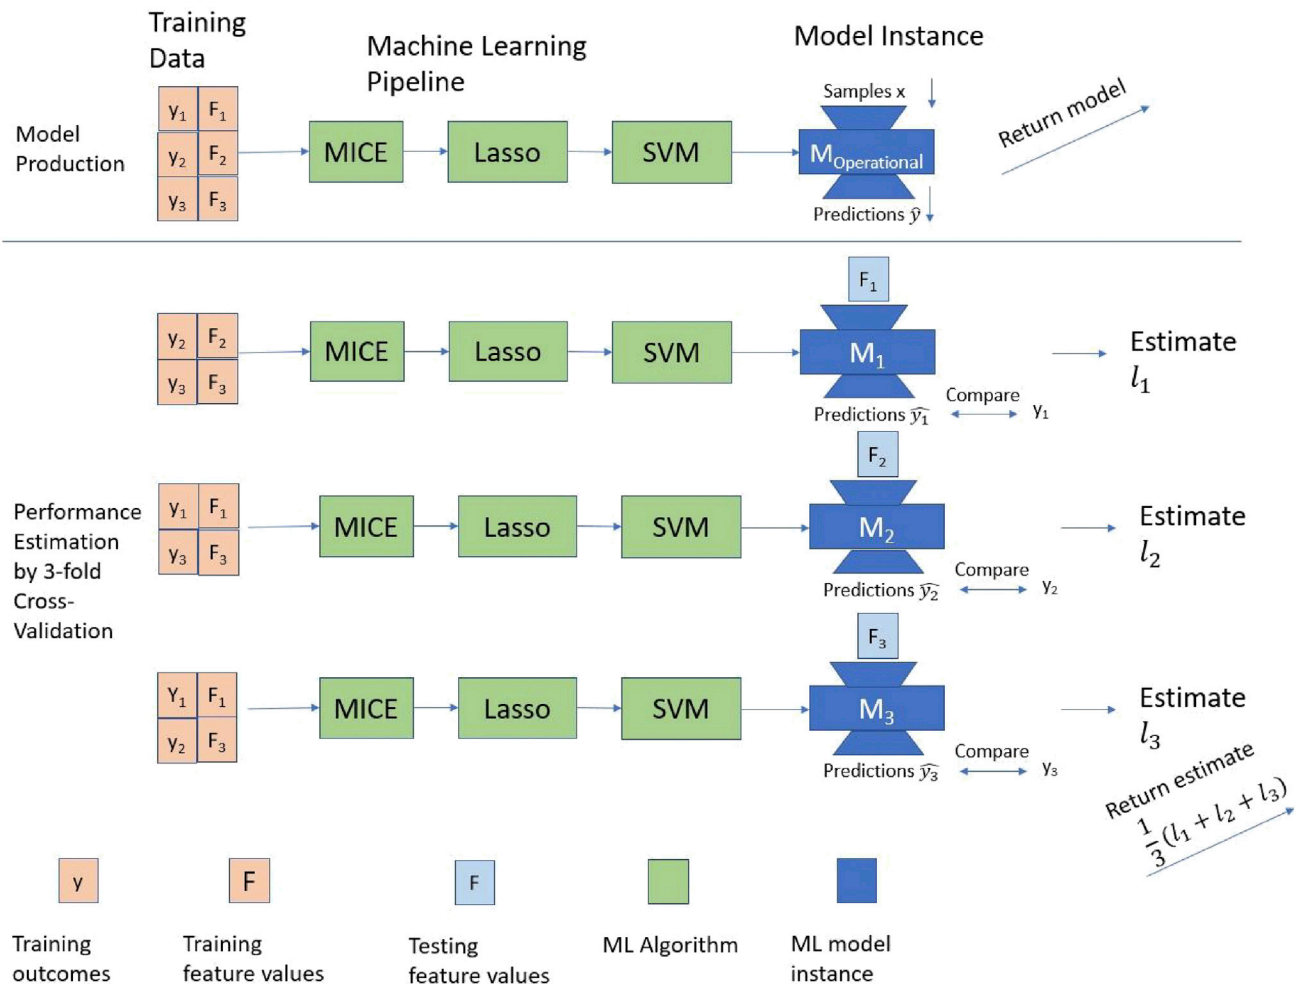 Training
Data
Machine Learning
Pipeline
Model Instance
Model
Production
y₁ F₁
y₂ F₂
y₃ F₃
MICE
Lasso
SVM
Samples x
M_Operational
Predictions ŷ
Return model
Performance
Estimation
by 3-fold
Cross-
Validation
y₂ F₂
y₃ F₃
MICE
Lasso
SVM
F₁
M₁
Predictions ŷ₁
Compare
y₁
Estimate
l₁
y₁ F₁
y₃ F₃
MICE
Lasso
SVM
F₂
M₂
Predictions ŷ₂
Compare
y₂
Estimate
l₂
Y₁ F₁
y₂ F₃
MICE
Lasso
SVM
F₃
M₃
Predictions ŷ₃
Compare
y₃
Estimate
l₃
Return estimate
1/3 (l₁ + l₂ + l₃)
y
Training
outcomes
F
Training
feature values
F
Testing
feature values
ML Algorithm
ML model
instance